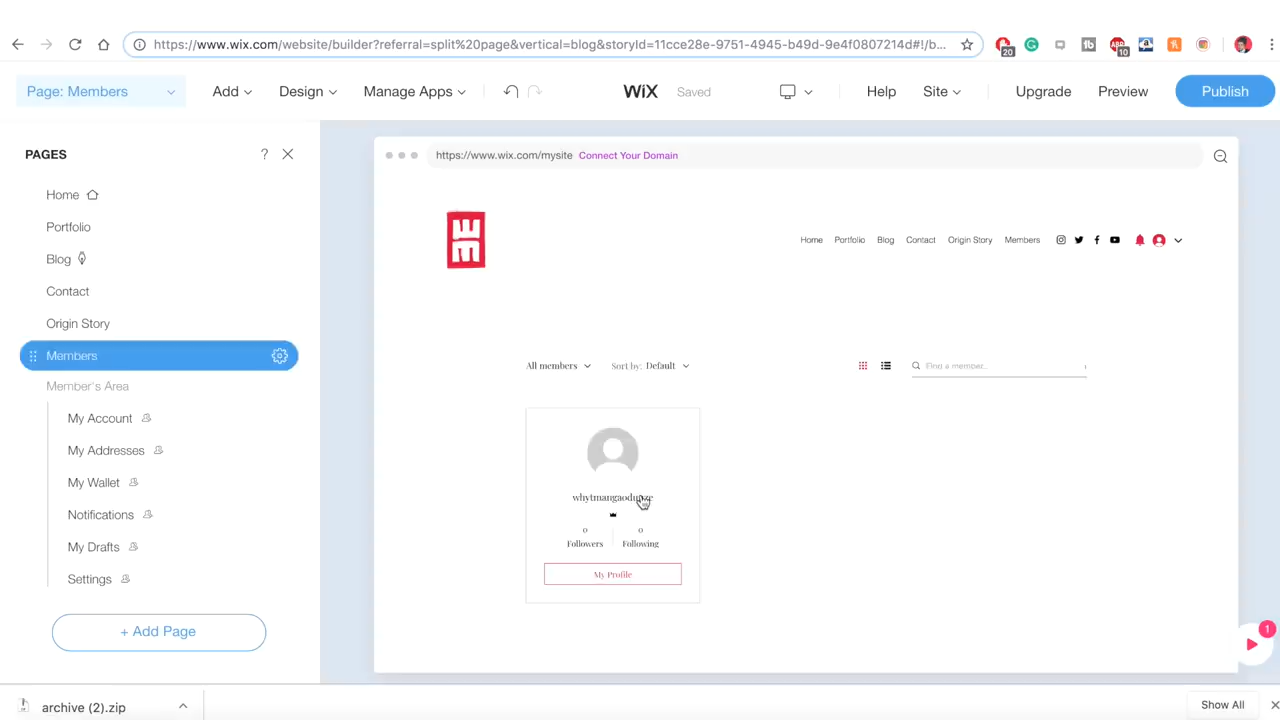 https://www.wix.com/website/builder?referral=split%20page&vertical=blog&storyId=11cce28e-9751-4945-b49d-9e4f0807214d#!/b...
20
10
Page: Members
Add
Design
Manage Apps
WiX
Saved
Help
Site
Upgrade
Preview
Publish
PAGES
?
Home
Portfolio
Blog
Contact
Origin Story
Members
Member's Area
My Account
My Addresses
My Wallet
Notifications
My Drafts
Settings
+ Add Page
https://www.wix.com/mysite Connect Your Domain
Home Portfolio Blog Contact Origin Story Members
All members Sort by: Default
Find a member...
0 0
Followers Following
My Profile
1
archive (2).zip
Show All